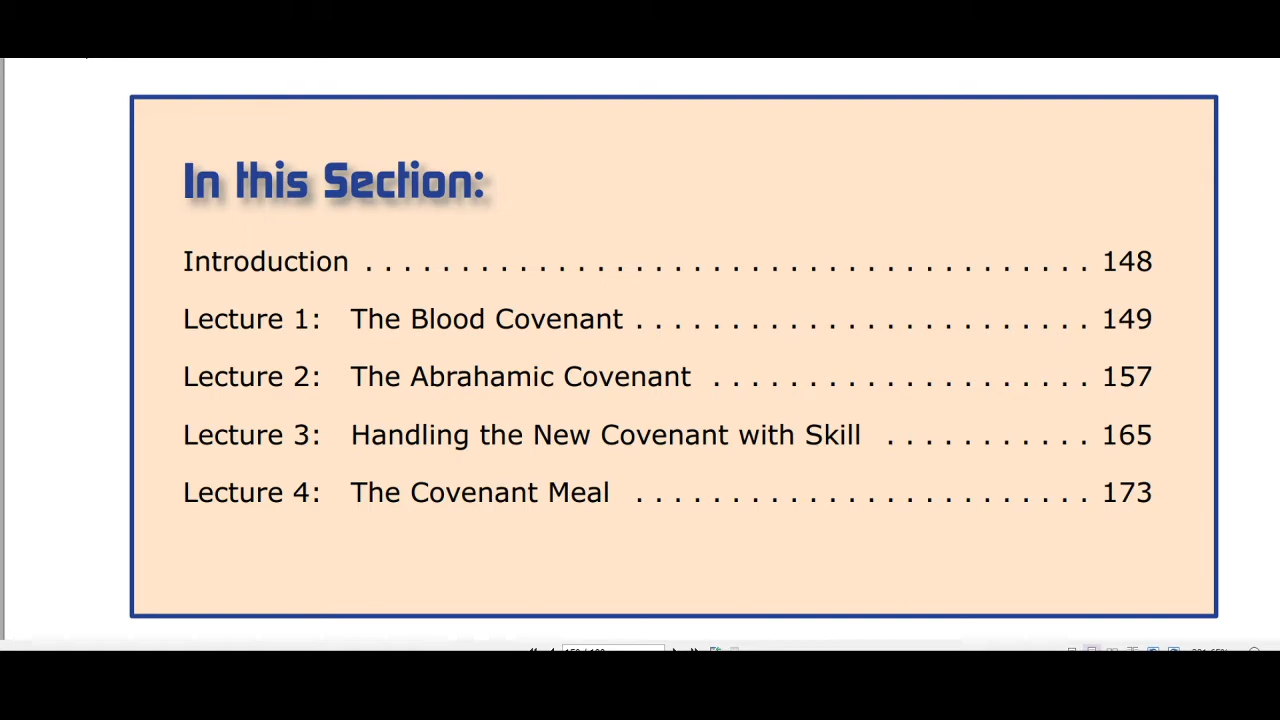 In this Section:
Introduction . . . . . . . . . . . . . . . . . . . . . . . . . . . . . . . . . . . . . . 148
Lecture 1: The Blood Covenant . . . . . . . . . . . . . . . . . . . . . . . . 149
Lecture 2: The Abrahamic Covenant . . . . . . . . . . . . . . . . . . . . 157
Lecture 3: Handling the New Covenant with Skill . . . . . . . . . . . 165
Lecture 4: The Covenant Meal . . . . . . . . . . . . . . . . . . . . . . . . 173